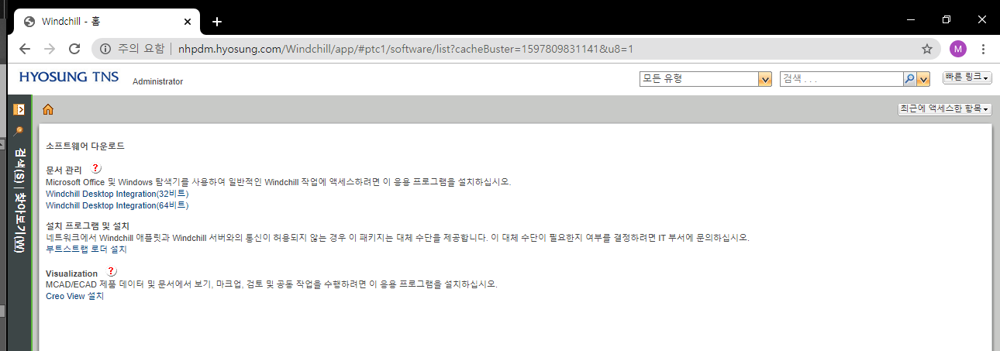 Windchill - 홈
주의 요함 | nhpdm.hyosung.com/Windchill/app/#ptc1/software/list?cacheBuster=1597809831141&u8=1
M
HYOSUNG TNS Administrator 모든 유형 검색 . . . 빠른 링크
최근에 액세스한 항목
검색(S) | 찾아보기(W)
소프트웨어 다운로드
문서 관리 ?
Microsoft Office 및 Windows 탐색기를 사용하여 일반적인 Windchill 작업에 액세스하려면 이 응용 프로그램을 설치하십시오.
Windchill Desktop Integration(32비트)
Windchill Desktop Integration(64비트)
설치 프로그램 및 설치
네트워크에서 Windchill 애플릿과 Windchill 서버와의 통신이 허용되지 않는 경우 이 패키지는 대체 수단을 제공합니다. 이 대체 수단이 필요한지 여부를 결정하려면 IT 부서에 문의하십시오.
부트스트랩 로더 설치
Visualization ?
MCAD/ECAD 제품 데이터 및 문서에서 보기, 마크업, 검토 및 공동 작업을 수행하려면 이 응용 프로그램을 설치하십시오.
Creo View 설치